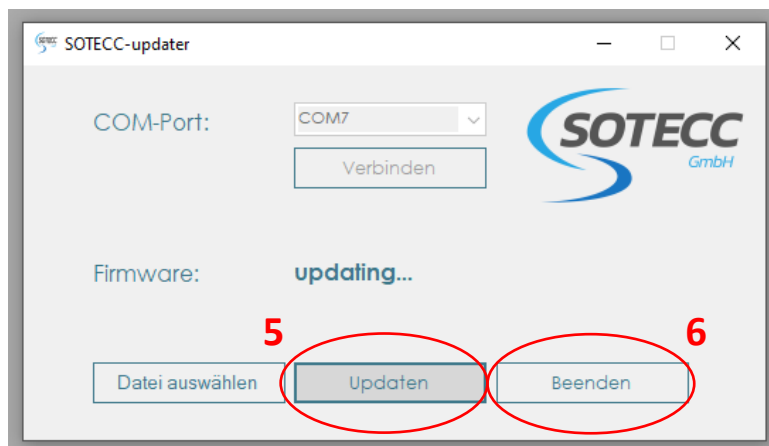 SOTECC-updater
COM-Port:
COM7
SOTECC
GmbH
Verbinden
Firmware:
updating...
5
6
Datei auswählen
Updaten
Beenden